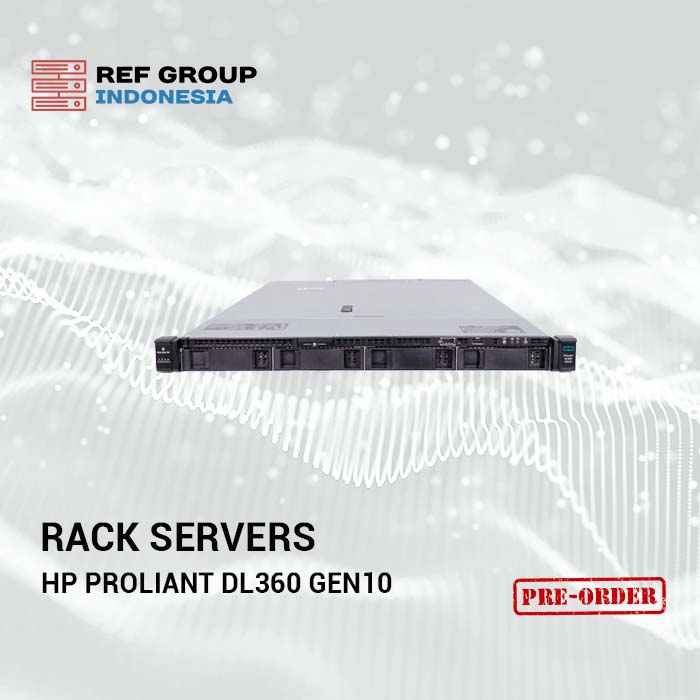 REF GROUP
INDONESIA
RACK SERVERS
HP PROLIANT DL360 GEN10
PRE-ORDER